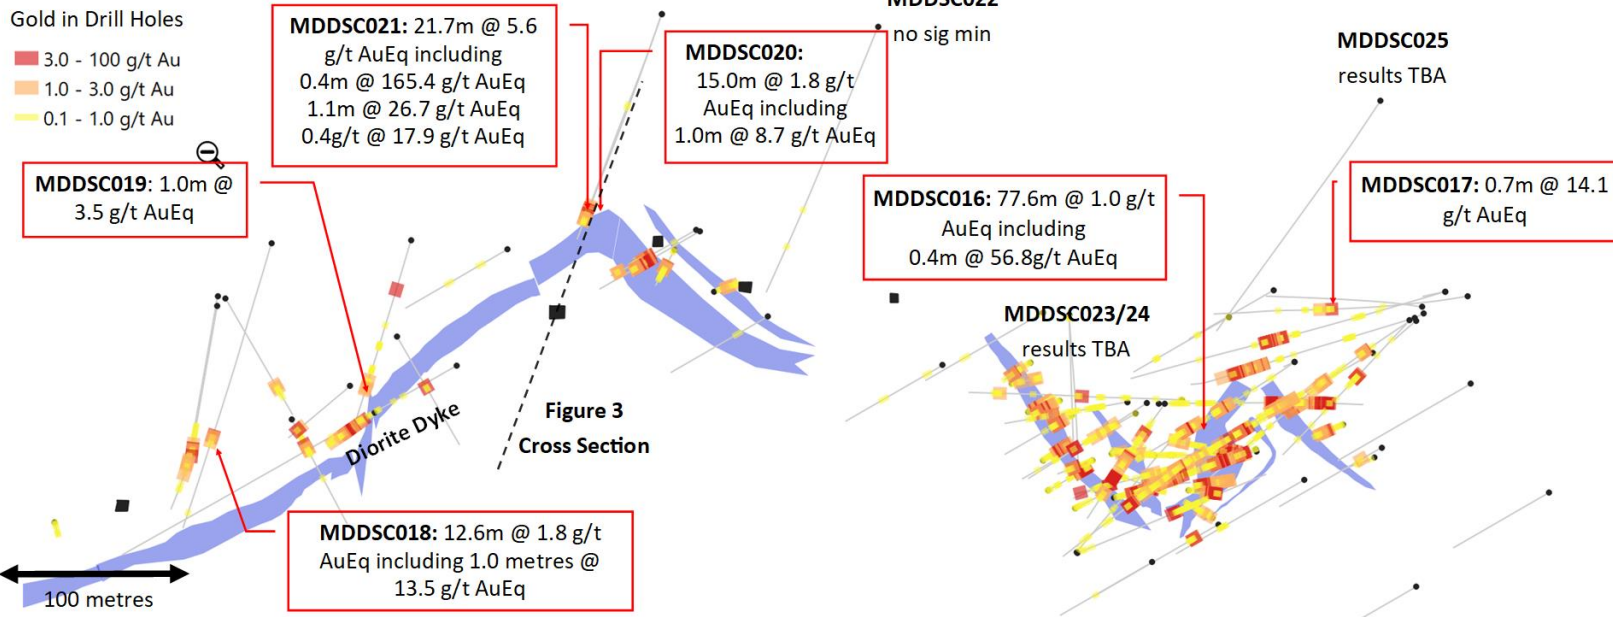 Gold in Drill Holes
3.0 - 100 g/t Au
1.0 - 3.0 g/t Au
0.1 - 1.0 g/t Au
MDDSC021: 21.7m @ 5.6
g/t AuEq including
0.4m @ 165.4 g/t AuEq
1.1m @ 26.7 g/t AuEq
0.4g/t @ 17.9 g/t AuEq
MDDSC020:
15.0m @ 1.8 g/t
AuEq including
1.0m @ 8.7 g/t AuEq
MDDSC022
no sig min
MDDSC025
results TBA
MDDSC019: 1.0m @
3.5 g/t AuEq
MDDSC016: 77.6m @ 1.0 g/t
AuEq including
0.4m @ 56.8g/t AuEq
MDDSC017: 0.7m @ 14.1
g/t AuEq
MDDSC023/24
results TBA
Diorite Dyke
Figure 3
Cross Section
MDDSC018: 12.6m @ 1.8 g/t
AuEq including 1.0 metres @
13.5 g/t AuEq
100 metres